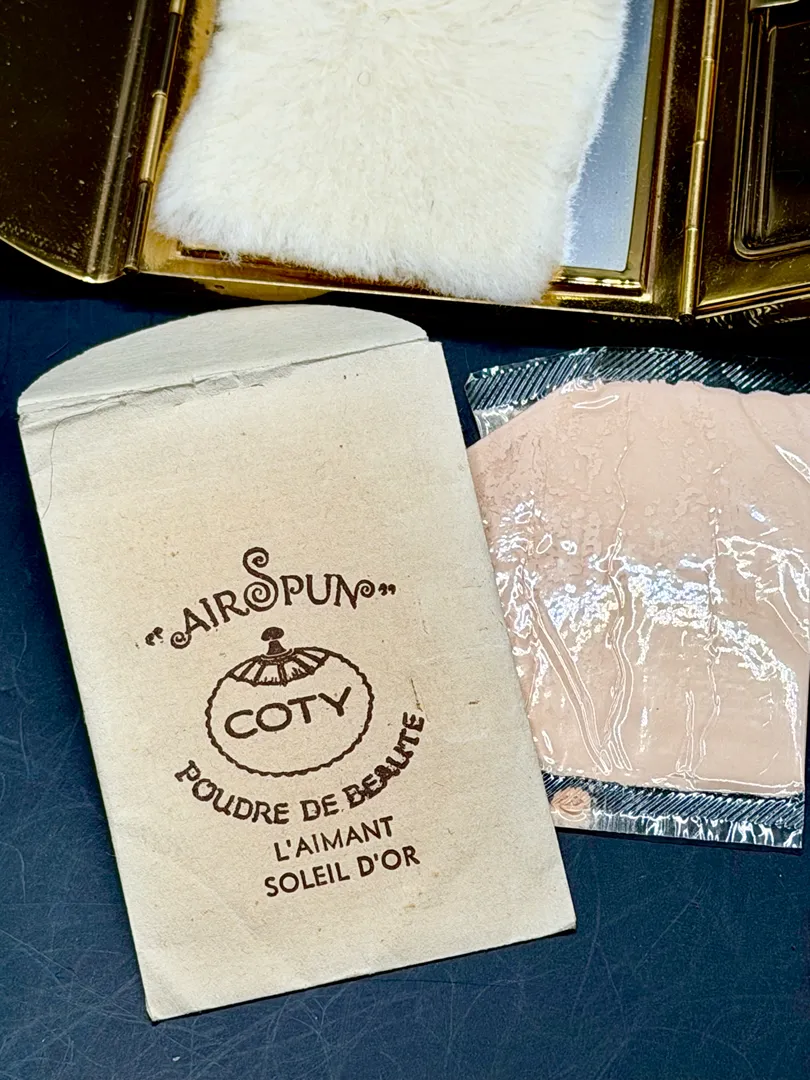 "AIRSPUN"
COTY
POUDRE DE BEAUTE
L'AIMANT
SOLEIL D'OR